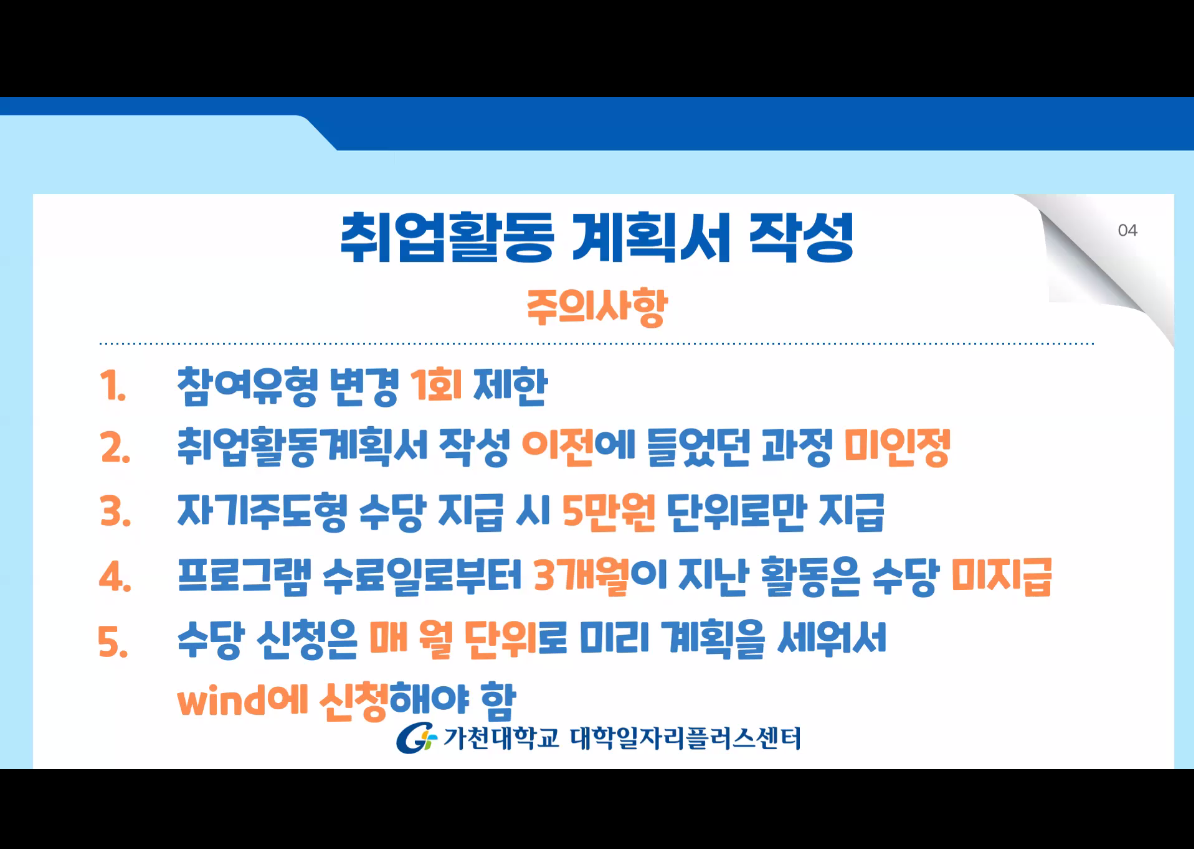 04
취업활동 계획서 작성
주의사항
1. 참여유형 변경 1회 제한
2. 취업활동계획서 작성 이전에 들었던 과정 미인정
3. 자기주도형 수당 지급 시 5만원 단위로만 지급
4. 프로그램 수료일로부터 3개월이 지난 활동은 수당 미지급
5. 수당 신청은 매 월 단위로 미리 계획을 세워서
wind에 신청해야 함
가천대학교 대학일자리플러스센터